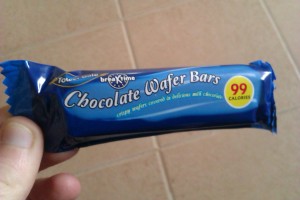 breaktime
Chocolate Wafer Bars
crispy wafers covered in delicious milk chocolate
99
CALORIES